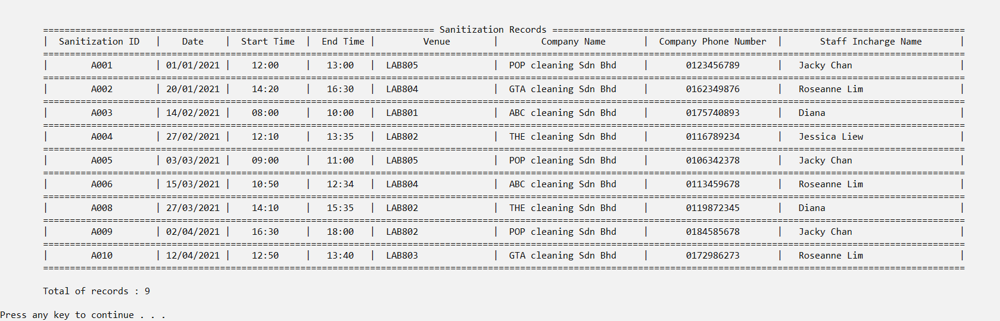 ========================================================================= Sanitization Records =============================================================================
|  Sanitization ID   |    Date    |  Start Time  |  End Time |         Venue        |        Company Name       |  Company Phone Number  |       Staff Incharge Name       |
============================================================================================================================================================================
|        A001        | 01/01/2021 |    12:00     |   13:00   |  LAB805              |  POP cleaning Sdn Bhd     |       0123456789       |   Jacky Chan                    |
============================================================================================================================================================================
|        A002        | 20/01/2021 |    14:20     |   16:30   |  LAB804              |  GTA cleaning Sdn Bhd     |       0162349876       |   Roseanne Lim                  |
============================================================================================================================================================================
|        A003        | 14/02/2021 |    08:00     |   10:00   |  LAB801              |  ABC cleaning Sdn Bhd     |       0175740893       |   Diana                         |
============================================================================================================================================================================
|        A004        | 27/02/2021 |    12:10     |   13:35   |  LAB802              |  THE cleaning Sdn Bhd     |       0116789234       |   Jessica Liew                  |
============================================================================================================================================================================
|        A005        | 03/03/2021 |    09:00     |   11:00   |  LAB805              |  POP cleaning Sdn Bhd     |       0106342378       |   Jacky Chan                    |
============================================================================================================================================================================
|        A006        | 15/03/2021 |    10:50     |   12:34   |  LAB804              |  ABC cleaning Sdn Bhd     |       0113459678       |   Roseanne Lim                  |
============================================================================================================================================================================
|        A008        | 27/03/2021 |    14:10     |   15:35   |  LAB802              |  THE cleaning Sdn Bhd     |       0119872345       |   Diana                         |
============================================================================================================================================================================
|        A009        | 02/04/2021 |    16:30     |   18:00   |  LAB802              |  POP cleaning Sdn Bhd     |       0184585678       |   Jacky Chan                    |
============================================================================================================================================================================
|        A010        | 12/04/2021 |    12:50     |   13:40   |  LAB803              |  GTA cleaning Sdn Bhd     |       0172986273       |   Roseanne Lim                  |
============================================================================================================================================================================
Total of records : 9
Press any key to continue . . .